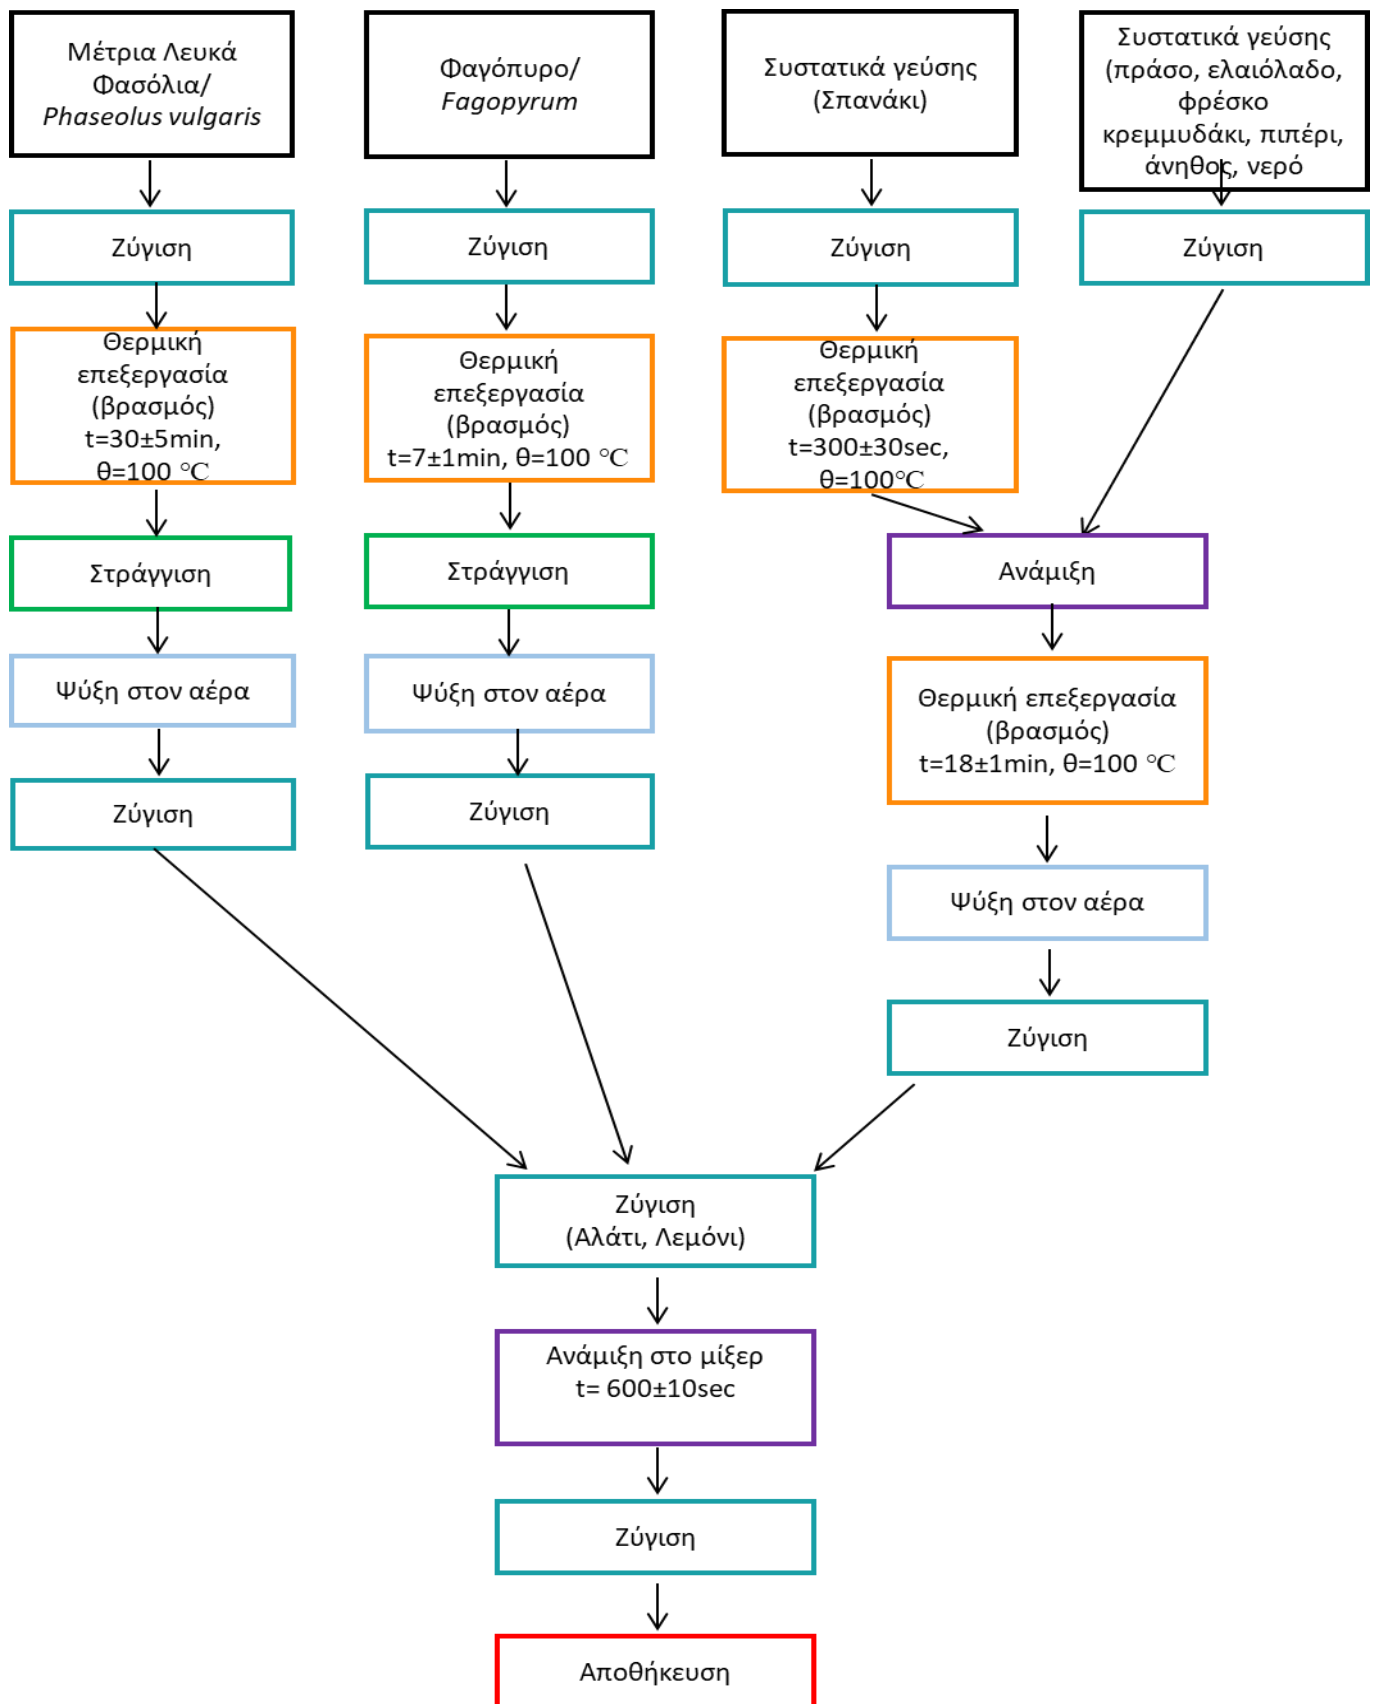 Μέτρια Λευκά
Φασόλια/
Phaseolus vulgaris
Φαγόπυρο/
Fagopyrum
Συστατικά γεύσης
(Σπανάκι)
Συστατικά γεύσης
(πράσο, ελαιόλαδο,
φρέσκο
κρεμμυδάκι, πιπέρι,
άνηθος, νερό
Ζύγιση
Ζύγιση
Ζύγιση
Ζύγιση
Θερμική
επεξεργασία
(βρασμός)
t=30±5min,
θ=100 °C
Θερμική
επεξεργασία
(βρασμός)
t=7±1min, θ=100 °C
Θερμική
επεξεργασία
(βρασμός)
t=300±30sec,
θ=100°C
Στράγγιση
Στράγγιση
Ανάμιξη
Ψύξη στον αέρα
Ψύξη στον αέρα
Θερμική επεξεργασία
(βρασμός)
t=18±1min, θ=100 °C
Ζύγιση
Ζύγιση
Ψύξη στον αέρα
Ζύγιση
Ζύγιση
(Αλάτι, Λεμόνι)
Ανάμιξη στο μίξερ
t= 600±10sec
Ζύγιση
Αποθήκευση